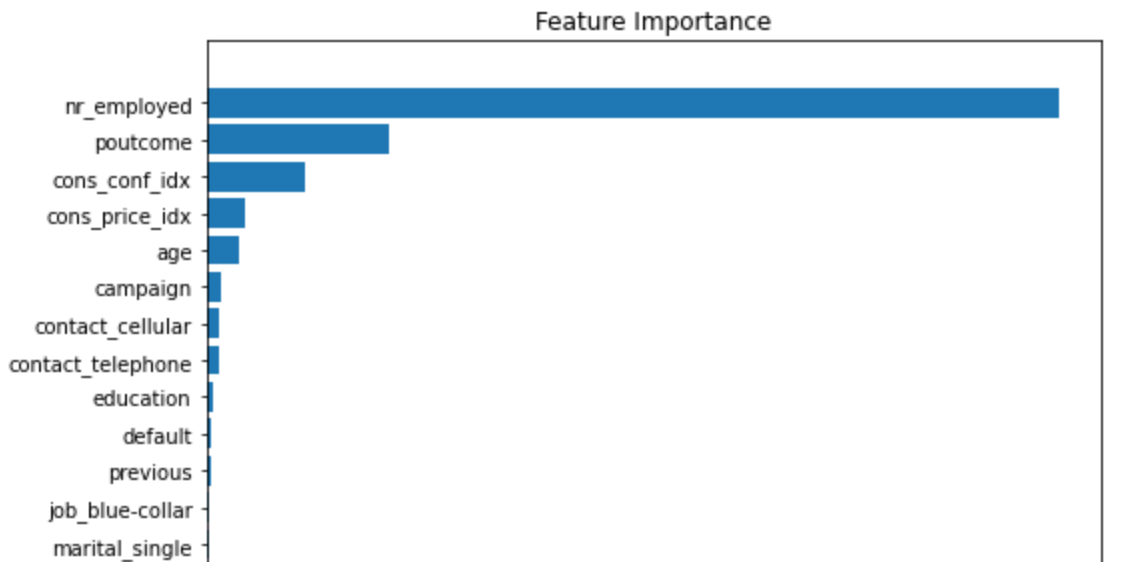 Feature Importance
nr_employed
poutcome
cons_conf_idx
cons_price_idx
age
campaign
contact_cellular
contact_telephone
education
default
previous
job_blue-collar
marital_single